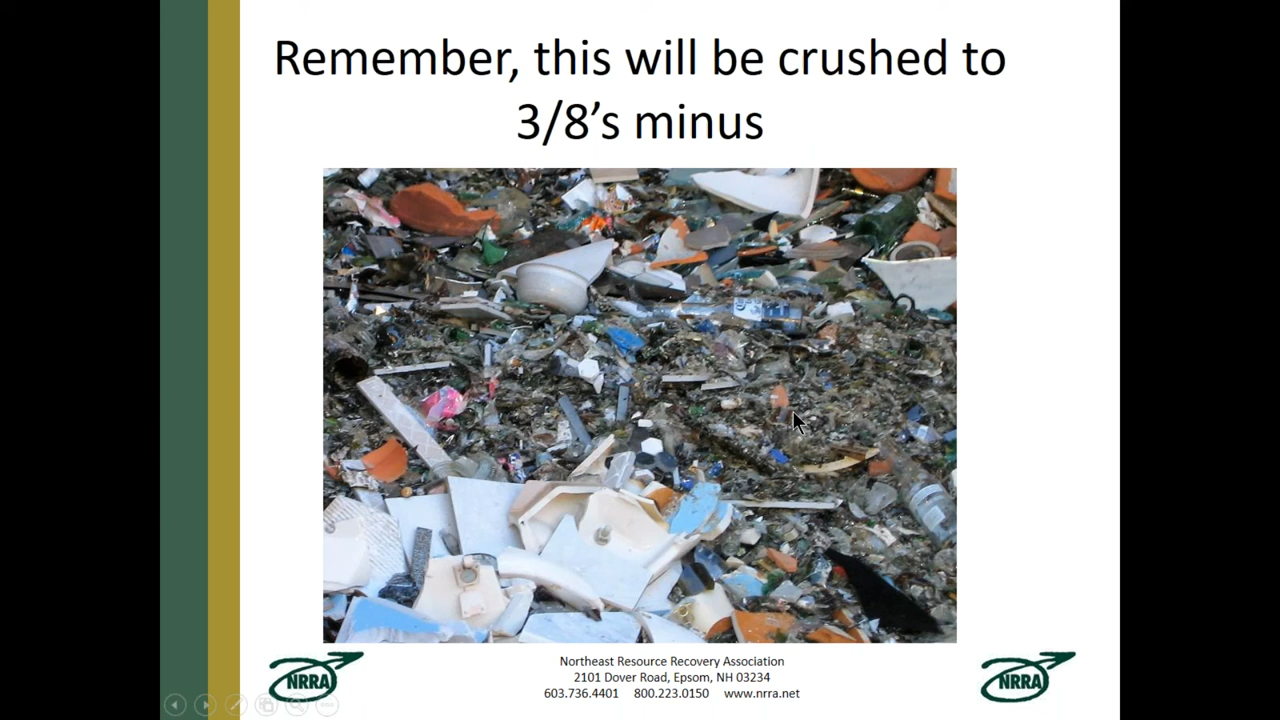 Remember, this will be crushed to
3/8’s minus
Northeast Resource Recovery Association
2101 Dover Road, Epsom, NH 03234
603.736.4401 800.223.0150 www.nrra.net
NRRA
NRRA